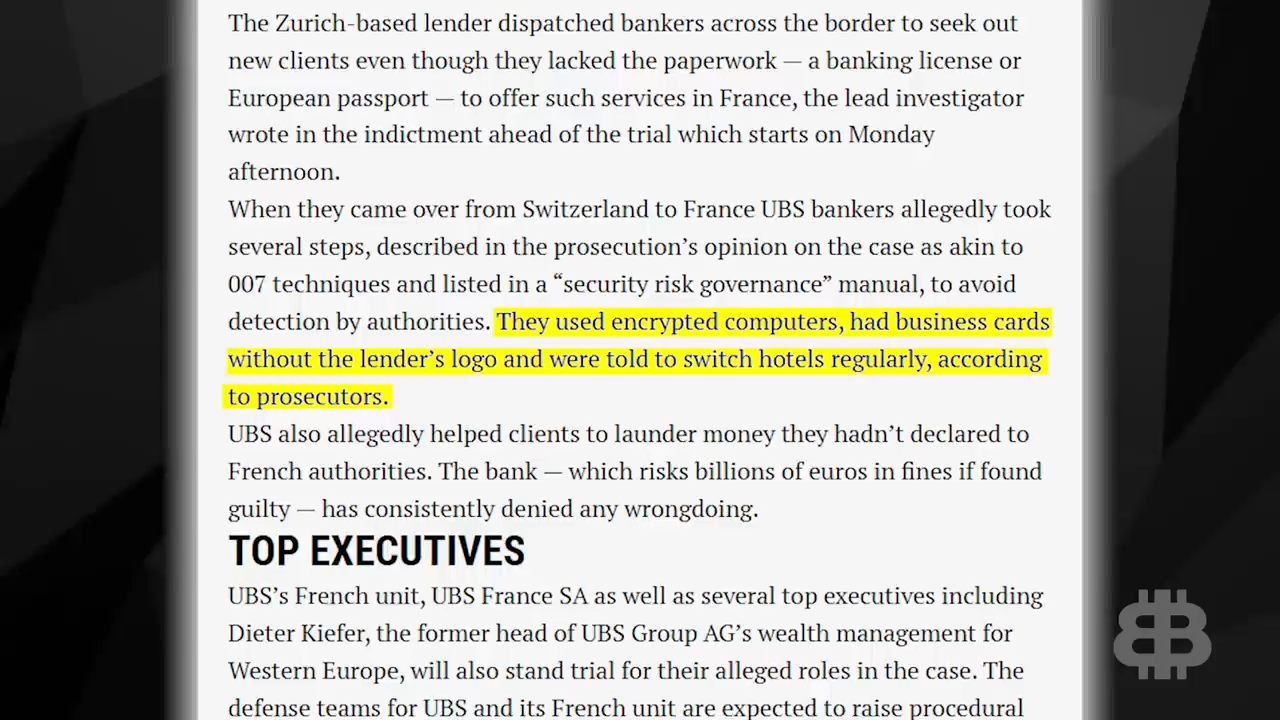 The Zurich-based lender dispatched bankers across the border to seek out
new clients even though they lacked the paperwork — a banking license or
European passport — to offer such services in France, the lead investigator
wrote in the indictment ahead of the trial which starts on Monday
afternoon.
When they came over from Switzerland to France UBS bankers allegedly took
several steps, described in the prosecution’s opinion on the case as akin to
007 techniques and listed in a “security risk governance” manual, to avoid
detection by authorities. They used encrypted computers, had business cards
without the lender’s logo and were told to switch hotels regularly, according
to prosecutors.
UBS also allegedly helped clients to launder money they hadn’t declared to
French authorities. The bank — which risks billions of euros in fines if found
guilty — has consistently denied any wrongdoing.
TOP EXECUTIVES
UBS’s French unit, UBS France SA as well as several top executives including
Dieter Kiefer, the former head of UBS Group AG’s wealth management for
Western Europe, will also stand trial for their alleged roles in the case. The
defense teams for UBS and its French unit are expected to raise procedural